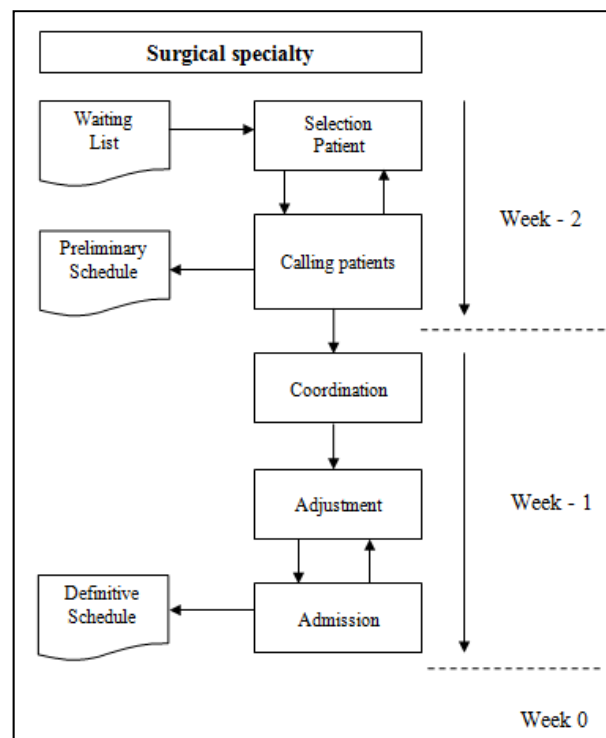 Surgical specialty
Waiting
List
Selection
Patient
Week - 2
Preliminary
Schedule
Calling patients
Coordination
Adjustment
Week - 1
Definitive
Schedule
Admission
Week 0